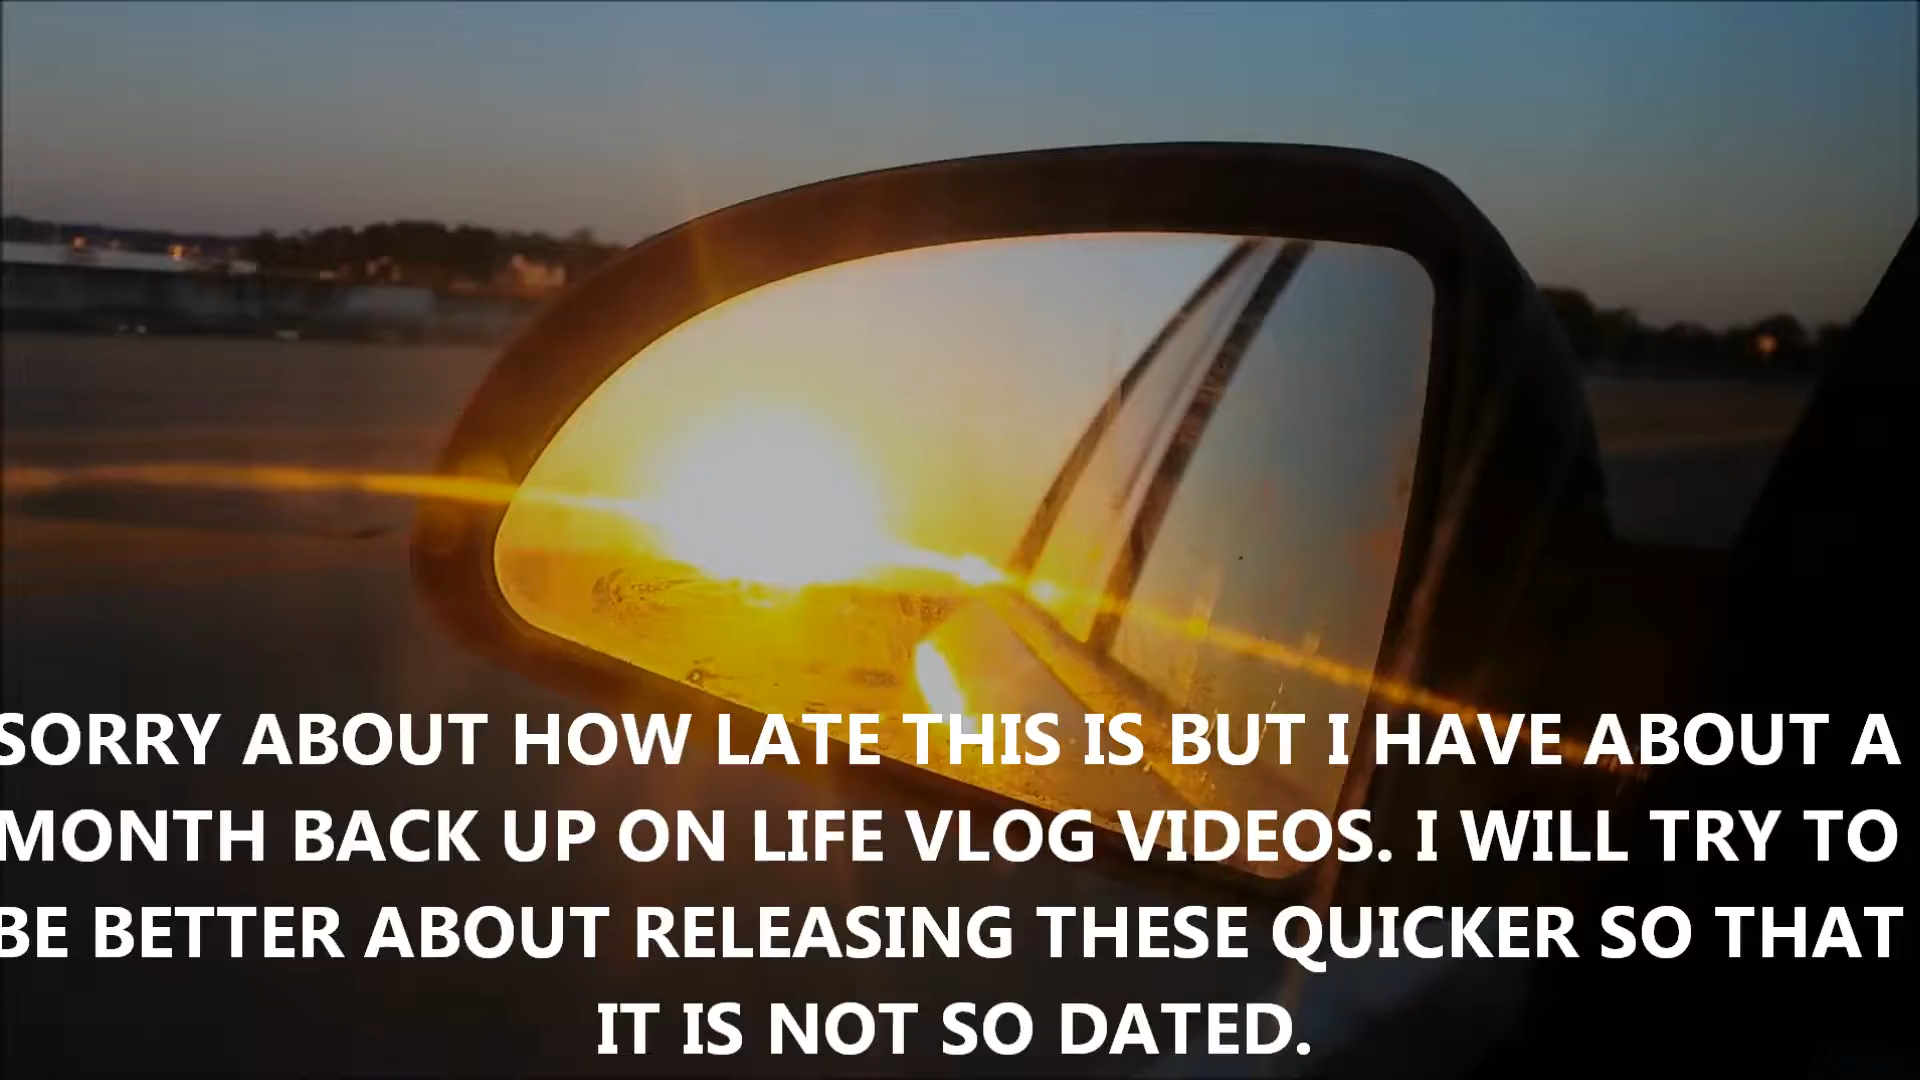 SORRY ABOUT HOW LATE THIS IS BUT I HAVE ABOUT A
MONTH BACK UP ON LIFE VLOG VIDEOS. I WILL TRY TO
BE BETTER ABOUT RELEASING THESE QUICKER SO THAT
IT IS NOT SO DATED.